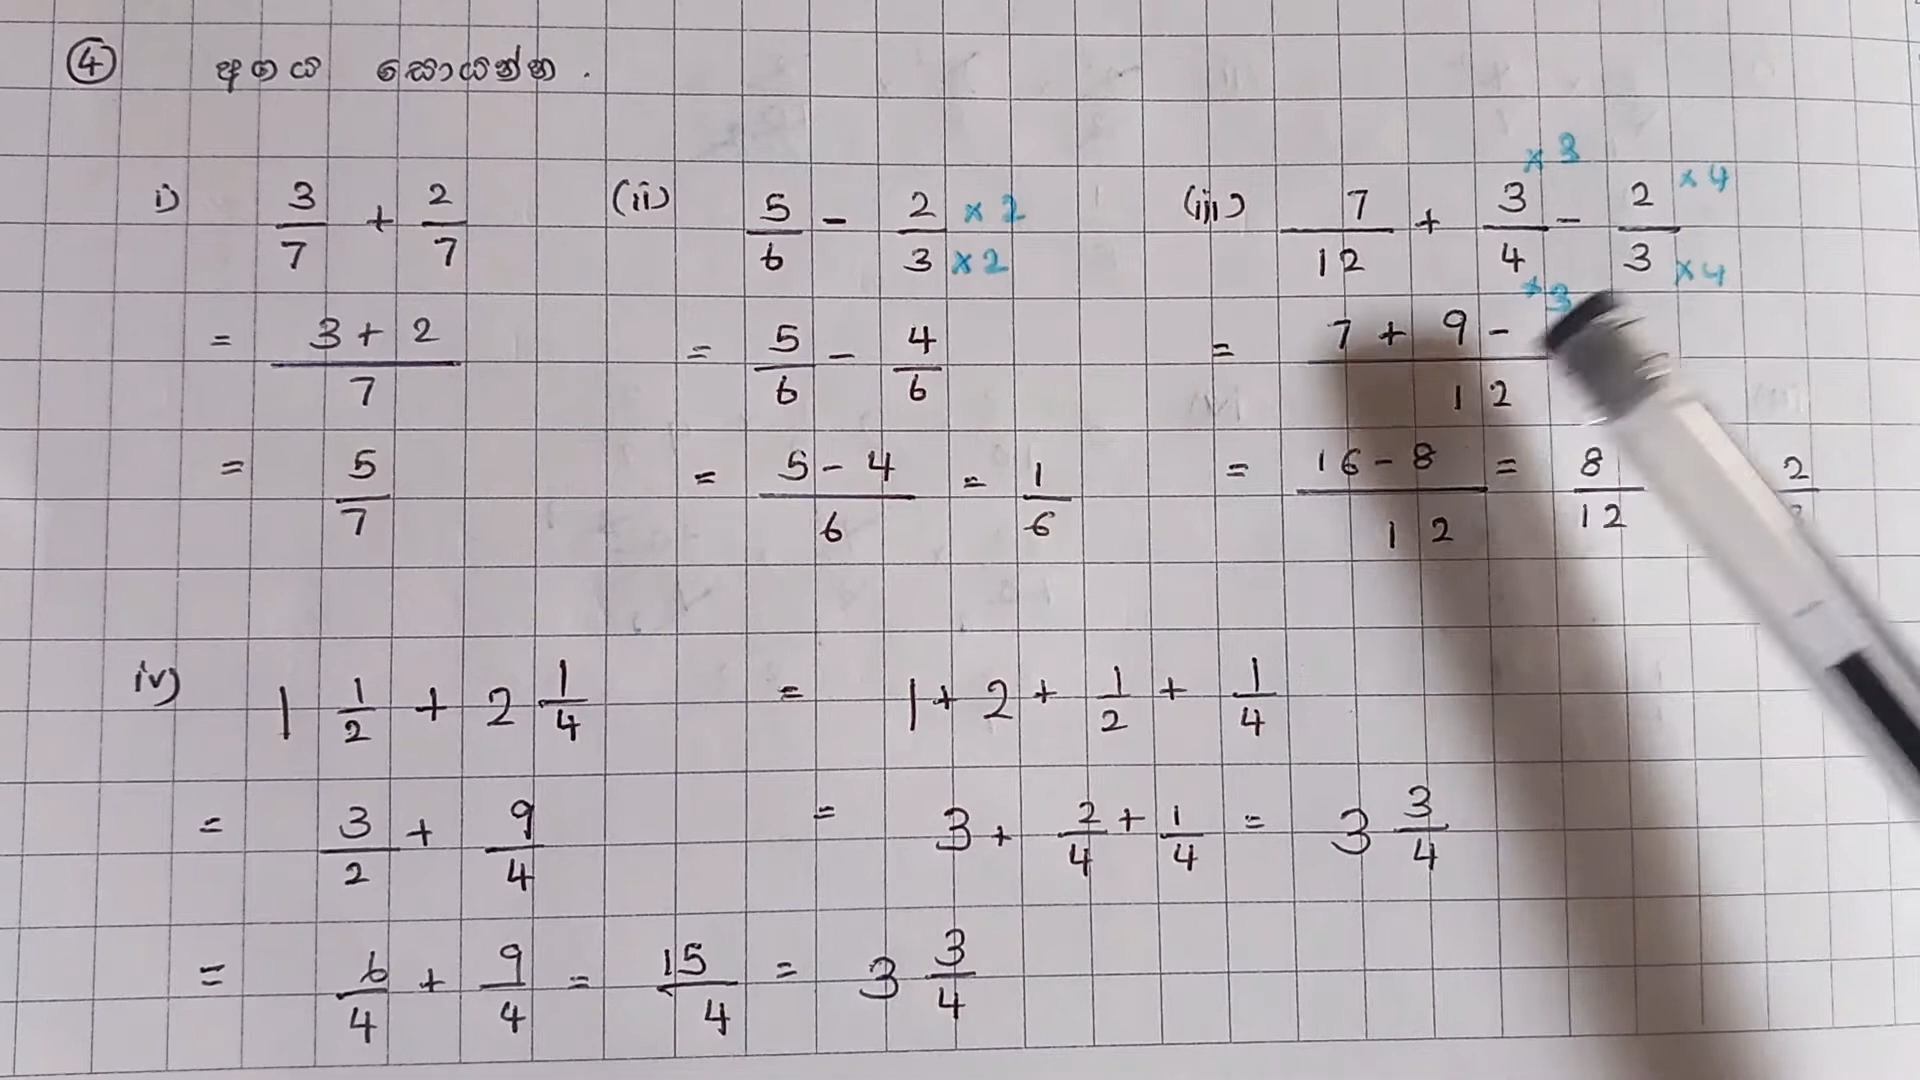 ④ අගය සොයන්න.
i) 3/7 + 2/7
= (3 + 2)/7
= 5/7
(ii) 5/6 - 2/3 ×2 ×2
= 5/6 - 4/6
= (5 - 4)/6 = 1/6
(iii) 7/12 + 3/4 - 2/3 ×3 ×3 ×4 ×4
= (7 + 9 -)/12
= (16 - 8)/12 = 8/12 2
iv) 1 1/2 + 2 1/4 = 1 + 2 + 1/2 + 1/4
= 3/2 + 9/4 = 3 + 2/4 + 1/4 = 3 3/4
= 6/4 + 9/4 = 15/4 = 3 3/4